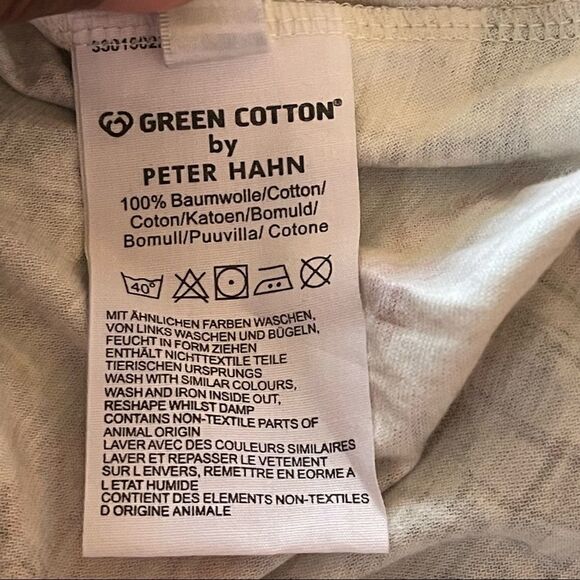 GREEN COTTON®
by
PETER HAHN
100% Baumwolle/Cotton/
Coton/Katoen/Bomuld/
Bomull/Puuvilla/ Cotone
40°
MIT ÄHNLICHEN FARBEN WASCHEN,
VON LINKS WASCHEN UND BÜGELN,
FEUCHT IN FORM ZIEHEN
ENTHÄLT NICHTTEXTILE TEILE
TIERISCHEN URSPRUNGS
WASH WITH SIMILAR COLOURS,
WASH AND IRON INSIDE OUT,
RESHAPE WHILST DAMP
CONTAINS NON-TEXTILE PARTS OF
ANIMAL ORIGIN
LAVER AVEC DES COULEURS SIMILAIRES
LAVER ET REPASSER LE VETEMENT
SUR L ENVERS, REMETTRE EN EORME A
L ETAT HUMIDE
CONTIENT DES ELEMENTS NON-TEXTILES
D ORIGINE ANIMALE